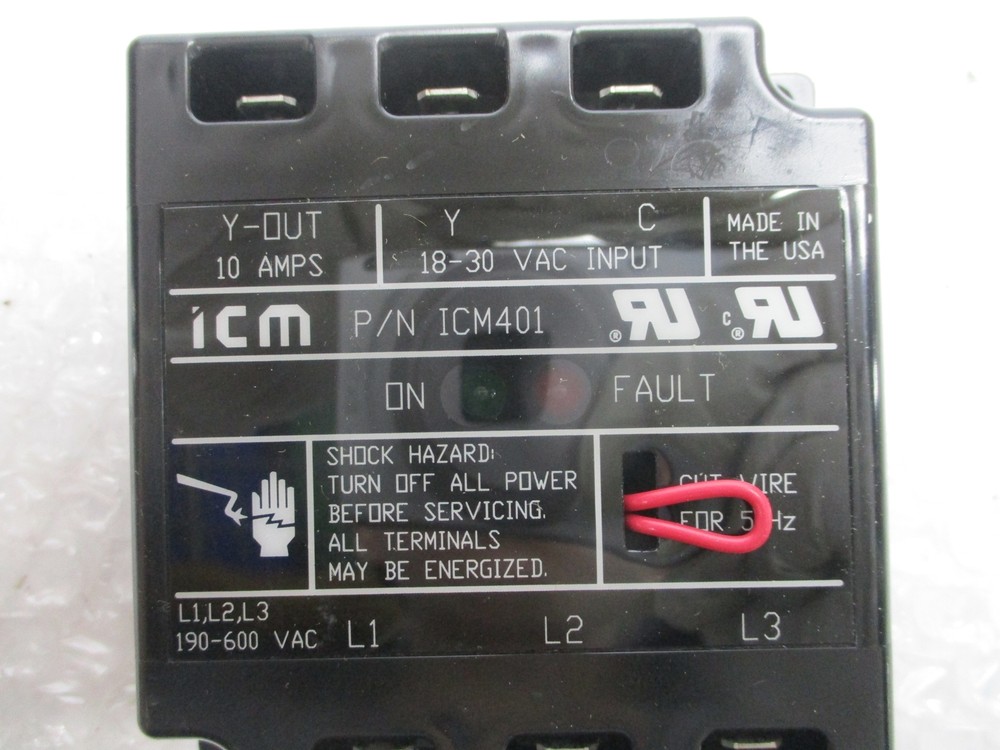 Y-OUT
10 AMPS
Y C
18-30 VAC INPUT
MADE IN
THE USA
icm P/N ICM401
ON FAULT
SHOCK HAZARD:
TURN OFF ALL POWER
BEFORE SERVICING.
ALL TERMINALS
MAY BE ENERGIZED.
CUT WIRE
FOR 5 Hz
L1,L2,L3
190-600 VAC
L1 L2 L3